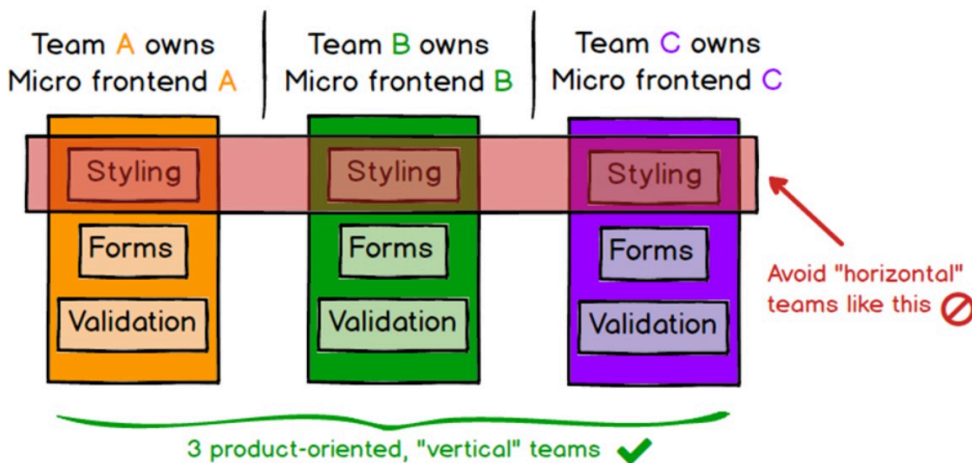 Team A owns
Micro frontend A
Team B owns
Micro frontend B
Team C owns
Micro frontend C
Styling
Styling
Styling
Forms
Forms
Forms
Validation
Validation
Validation
Avoid "horizontal"
teams like this
3 product-oriented, "vertical" teams